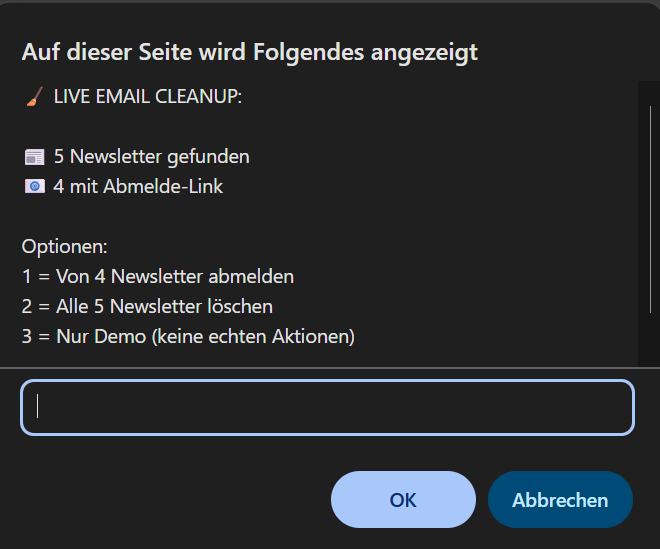 Auf dieser Seite wird Folgendes angezeigt
🧹 LIVE EMAIL CLEANUP:
📰 5 Newsletter gefunden
📧 4 mit Abmelde-Link
Optionen:
1 = Von 4 Newsletter abmelden
2 = Alle 5 Newsletter löschen
3 = Nur Demo (keine echten Aktionen)
OK
Abbrechen